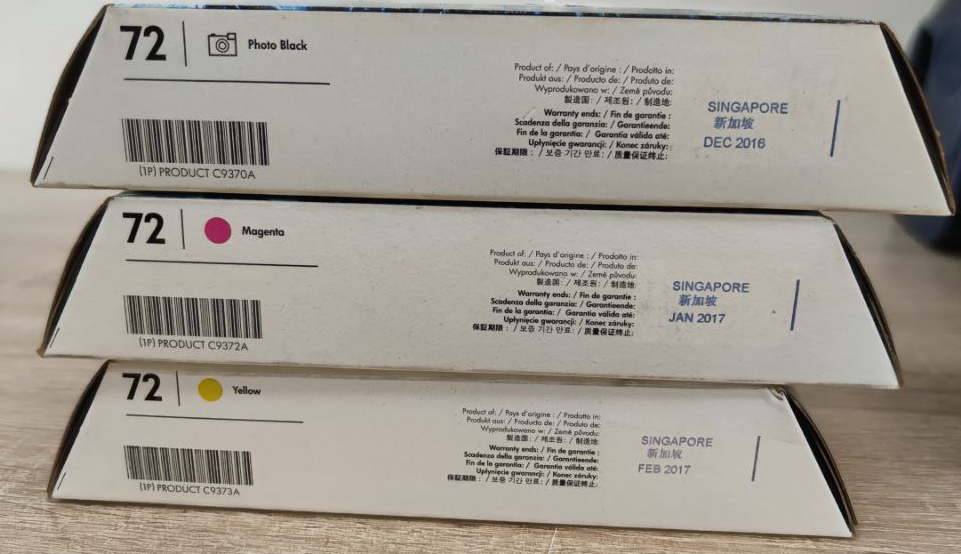 72
Photo Black
Product of: / Pays d'origine : / Prodotto in:
Produkt aus: / Producto de: / Produto de:
Wyprodukowano w: / Země původu:
製造国: / 제조원: / 制造地:
Warranty ends: / Fin de garantie :
Scadenza della garanzia: / Garantieende:
Fin de la garantía: / Garantia válida até:
Upłynięcie gwarancji: / Konec záruky:
保証期限 : / 보증 기간 만료: / 质量保证终止:
SINGAPORE
新加坡
DEC 2016
(1P) PRODUCT C9370A
72
Magenta
Product of: / Pays d'origine : / Prodotto in:
Produkt aus: / Producto de: / Produto de:
Wyprodukowano w: / Země původu:
製造国: / 제조원: / 制造地:
Warranty ends: / Fin de garantie :
Scadenza della garanzia: / Garantieende:
Fin de la garantía: / Garantia válida até:
Upłynięcie gwarancji: / Konec záruky:
保証期限 : / 보증 기간 만료: / 质量保证终止:
SINGAPORE
新加坡
JAN 2017
(1P) PRODUCT C9372A
72
Yellow
Product of: / Pays d'origine : / Prodotto in:
Produkt aus: / Producto de: / Produto de:
Wyprodukowano w: / Země původu:
製造国: / 제조원: / 制造地:
Warranty ends: / Fin de garantie :
Scadenza della garanzia: / Garantieende:
Fin de la garantía: / Garantia válida até:
Upłynięcie gwarancji: / Konec záruky:
保証期限 : / 보증 기간 만료: / 质量保证终止:
SINGAPORE
新加坡
FEB 2017
(1P) PRODUCT C9373A